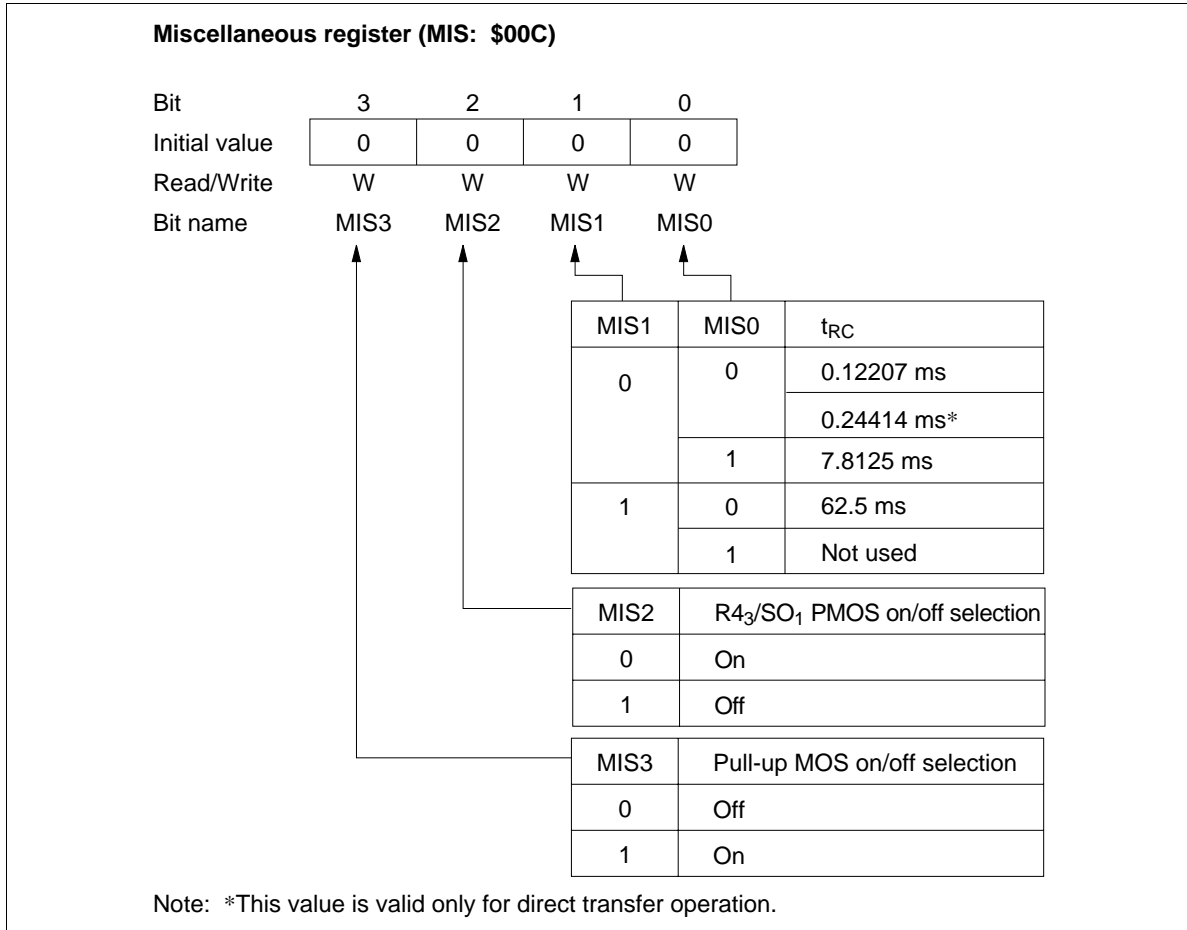 Miscellaneous register (MIS: $00C)
Bit 3 2 1 0
Initial value 0 0 0 0
Read/Write W W W W
Bit name MIS3 MIS2 MIS1 MIS0
MIS1 MIS0 tRC
0 0 0.12207 ms
0.24414 ms*
1 7.8125 ms
1 0 62.5 ms
1 Not used
MIS2 R43/SO1 PMOS on/off selection
0 On
1 Off
MIS3 Pull-up MOS on/off selection
0 Off
1 On
Note: *This value is valid only for direct transfer operation.